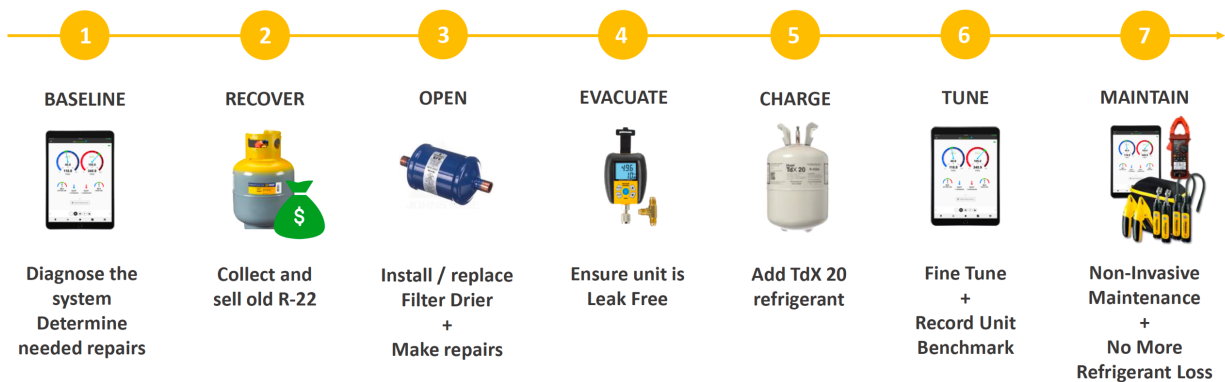 1
2
3
4
5
6
7
BASELINE
RECOVER
OPEN
EVACUATE
CHARGE
TUNE
MAINTAIN
TdX 20
Diagnose the
system
Determine
needed repairs
Collect and
sell old R-22
Install / replace
Filter Drier
+
Make repairs
Ensure unit is
Leak Free
Add TdX 20
refrigerant
Fine Tune
+
Record Unit
Benchmark
Non-Invasive
Maintenance
+
No More
Refrigerant Loss